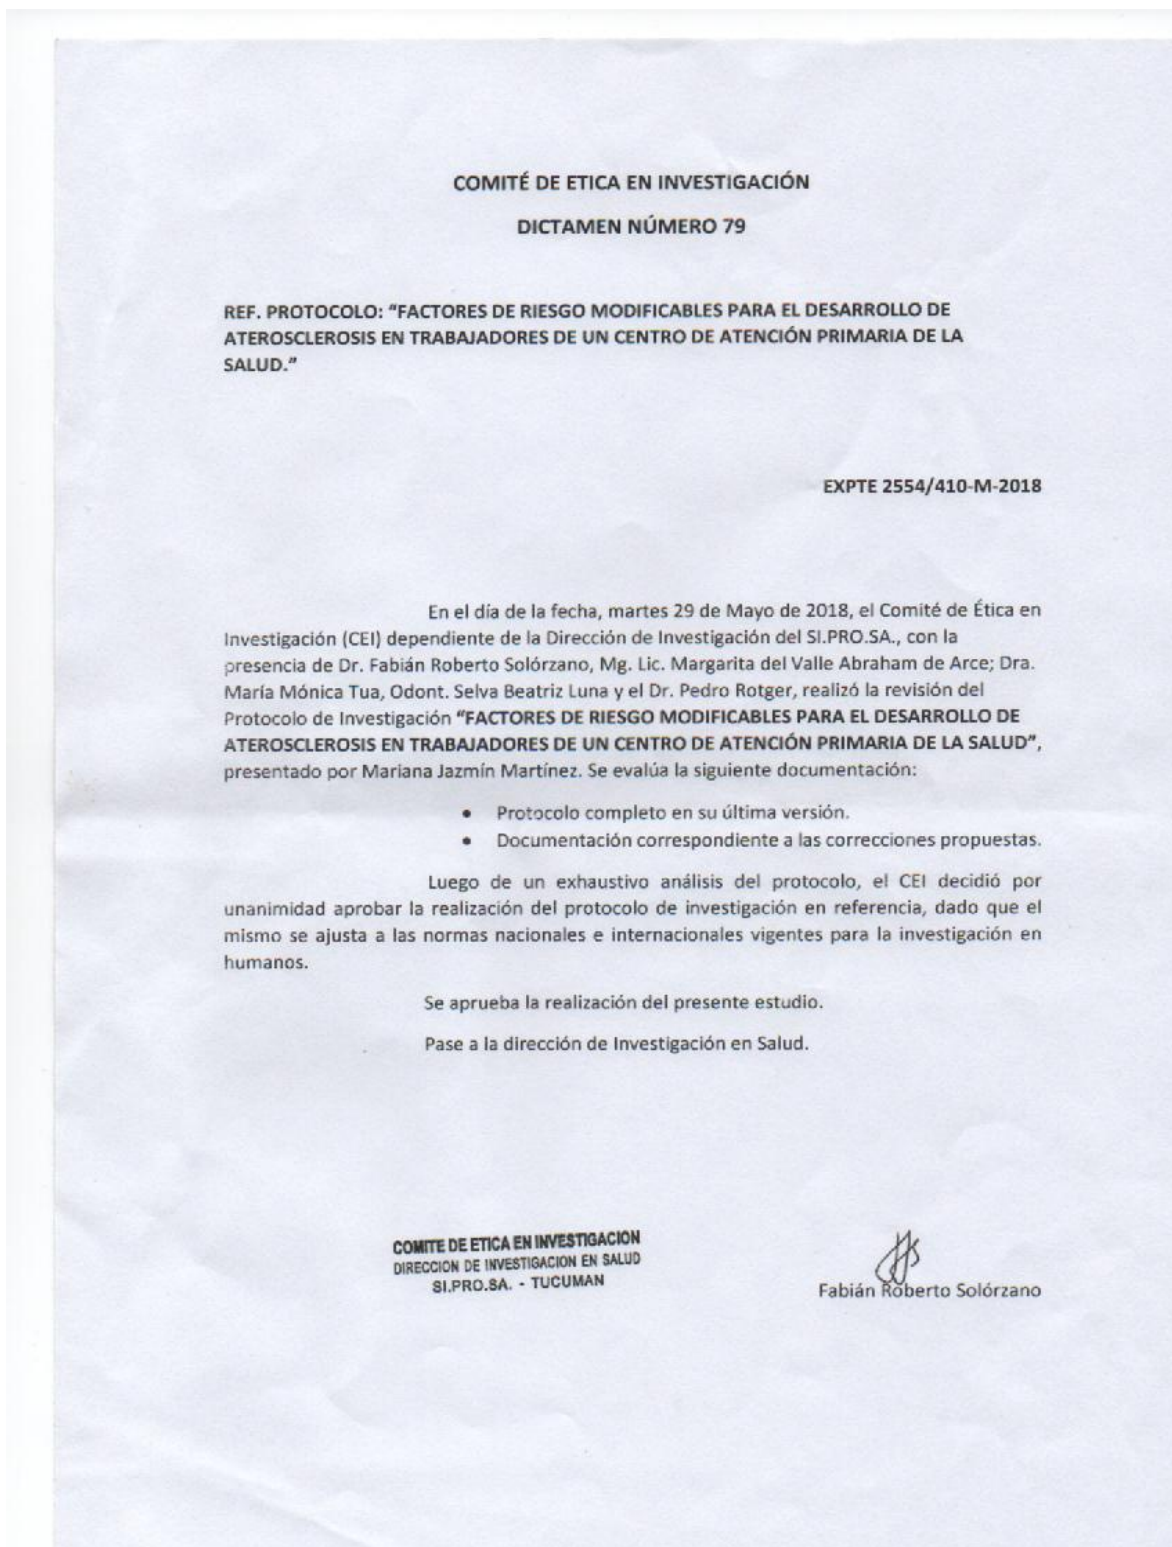 COMITÉ DE ETICA EN INVESTIGACIÓN
DICTAMEN NÚMERO 79
REF. PROTOCOLO: “FACTORES DE RIESGO MODIFICABLES PARA EL DESARROLLO DE
ATEROSCLEROSIS EN TRABAJADORES DE UN CENTRO DE ATENCIÓN PRIMARIA DE LA
SALUD.”
EXPTE 2554/410-M-2018
En el día de la fecha, martes 29 de Mayo de 2018, el Comité de Ética en
Investigación (CEI) dependiente de la Dirección de Investigación del SI.PRO.SA., con la
presencia de Dr. Fabián Roberto Solórzano, Mg. Lic. Margarita del Valle Abraham de Arce; Dra.
María Mónica Tua, Odont. Selva Beatriz Luna y el Dr. Pedro Rotger, realizó la revisión del
Protocolo de Investigación “FACTORES DE RIESGO MODIFICABLES PARA EL DESARROLLO DE
ATEROSCLEROSIS EN TRABAJADORES DE UN CENTRO DE ATENCIÓN PRIMARIA DE LA SALUD”,
presentado por Mariana Jazmín Martínez. Se evalúa la siguiente documentación:
• Protocolo completo en su última versión.
• Documentación correspondiente a las correcciones propuestas.
Luego de un exhaustivo análisis del protocolo, el CEI decidió por
unanimidad aprobar la realización del protocolo de investigación en referencia, dado que el
mismo se ajusta a las normas nacionales e internacionales vigentes para la investigación en
humanos.
Se aprueba la realización del presente estudio.
Pase a la dirección de Investigación en Salud.
COMITE DE ETICA EN INVESTIGACION
DIRECCION DE INVESTIGACION EN SALUD
SI.PRO.SA. - TUCUMAN
Fabián Roberto Solórzano